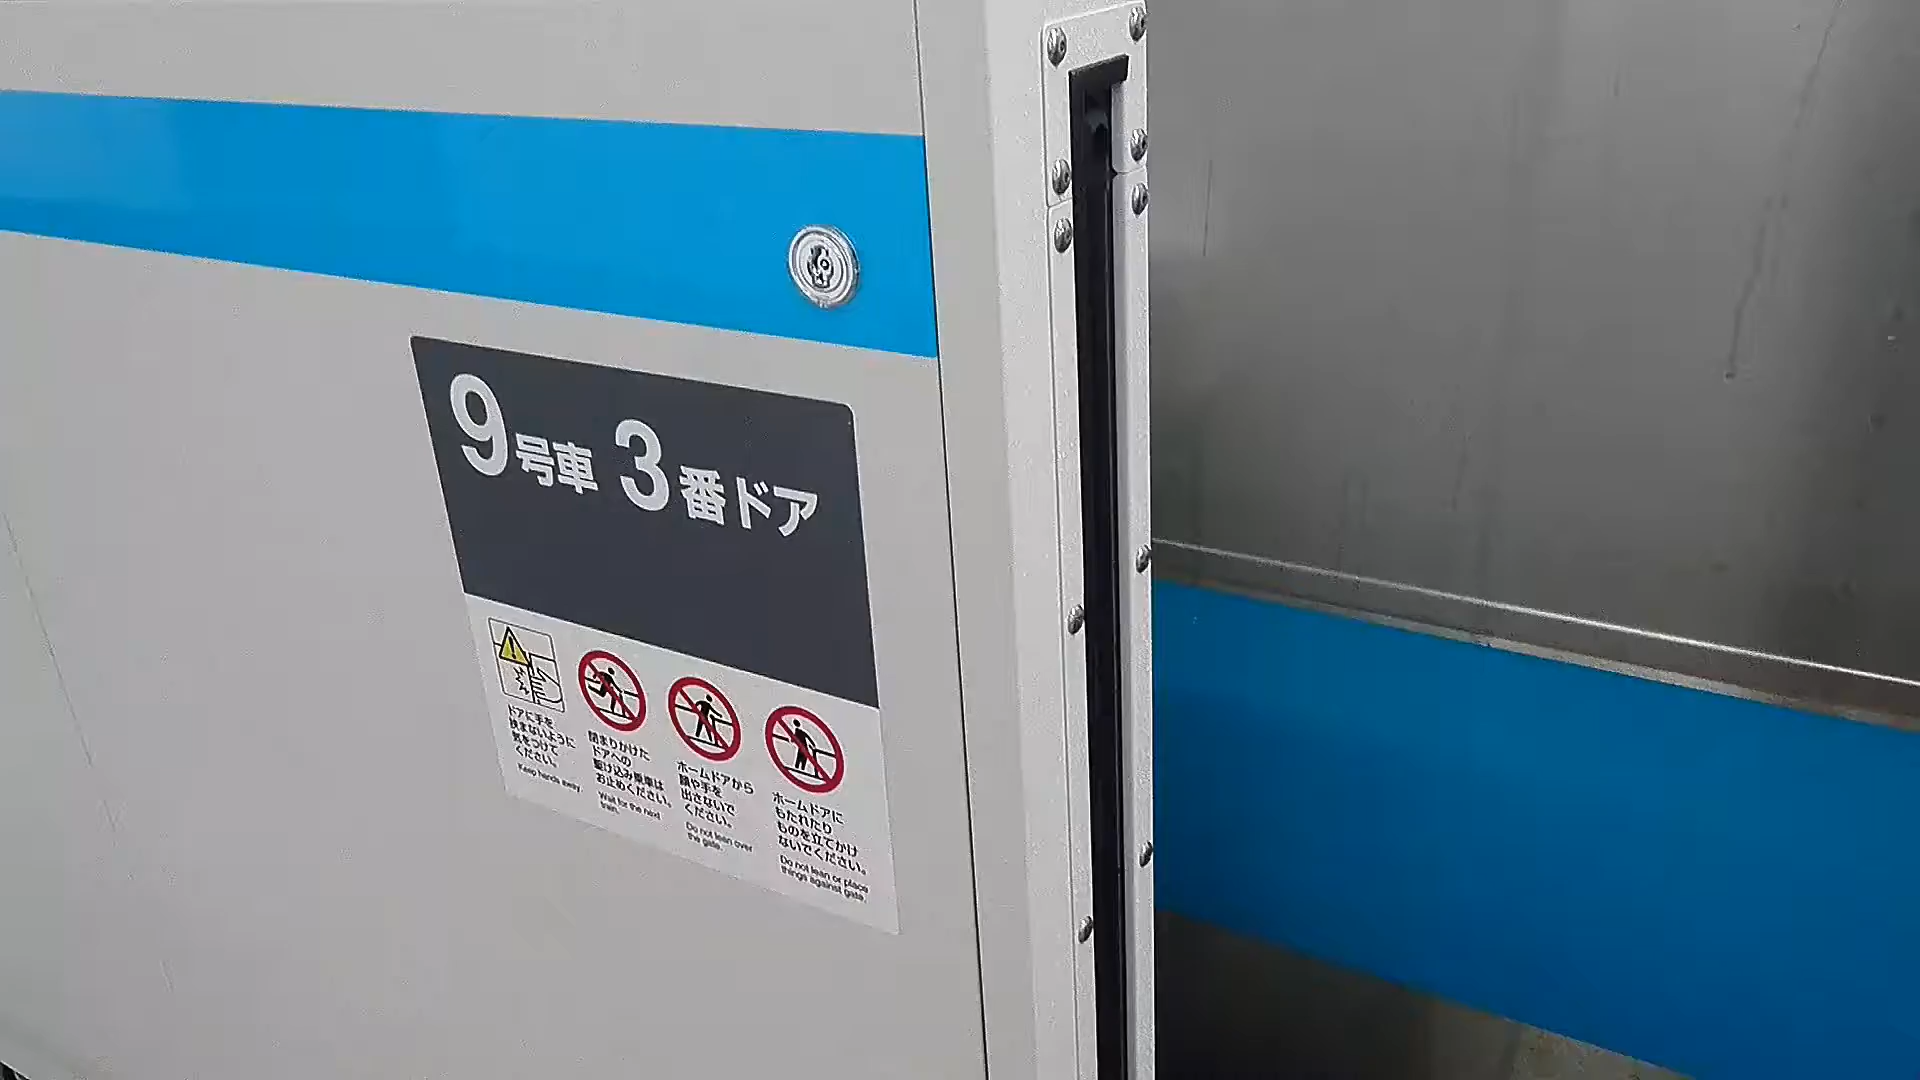 9号車 3番ドア
ドアに手を
挟まないように
気をつけて
ください。
Keep hands away.
閉まりかけた
ドアへの
駆け込み乗車は
お止めください。
Wait for the next
train.
ホームドアから
顔や手を
出さないで
ください。
Do not lean over
the gate.
ホームドアに
もたれたり
ものを立てかけ
ないでください。
Do not lean or place
things against gate.